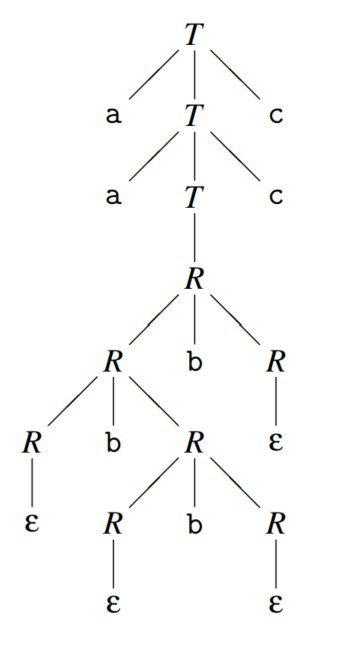 T
a T c
a T c
R
R b R
R b R ε
ε R b R
ε ε